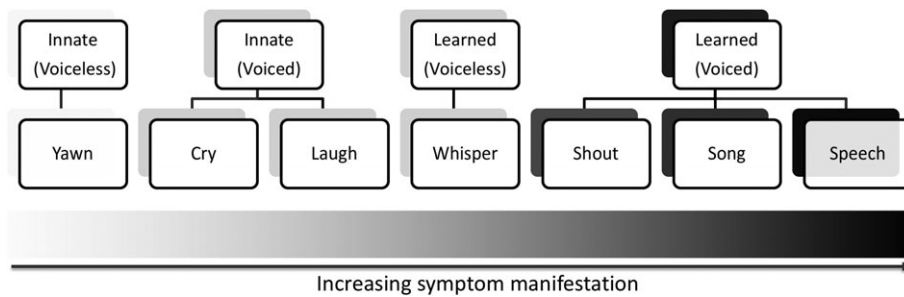 Innate
(Voiceless)
Innate
(Voiced)
Learned
(Voiceless)
Learned
(Voiced)
Yawn
Cry
Laugh
Whisper
Shout
Song
Speech
Increasing symptom manifestation